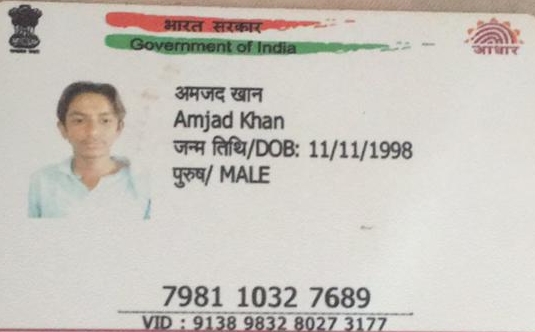 भारत सरकार
Government of India
आधार
अमजद खान
Amjad Khan
जन्म तिथि/DOB: 11/11/1998
पुरुष/ MALE
7981 1032 7689
VID : 9138 9832 8027 3177